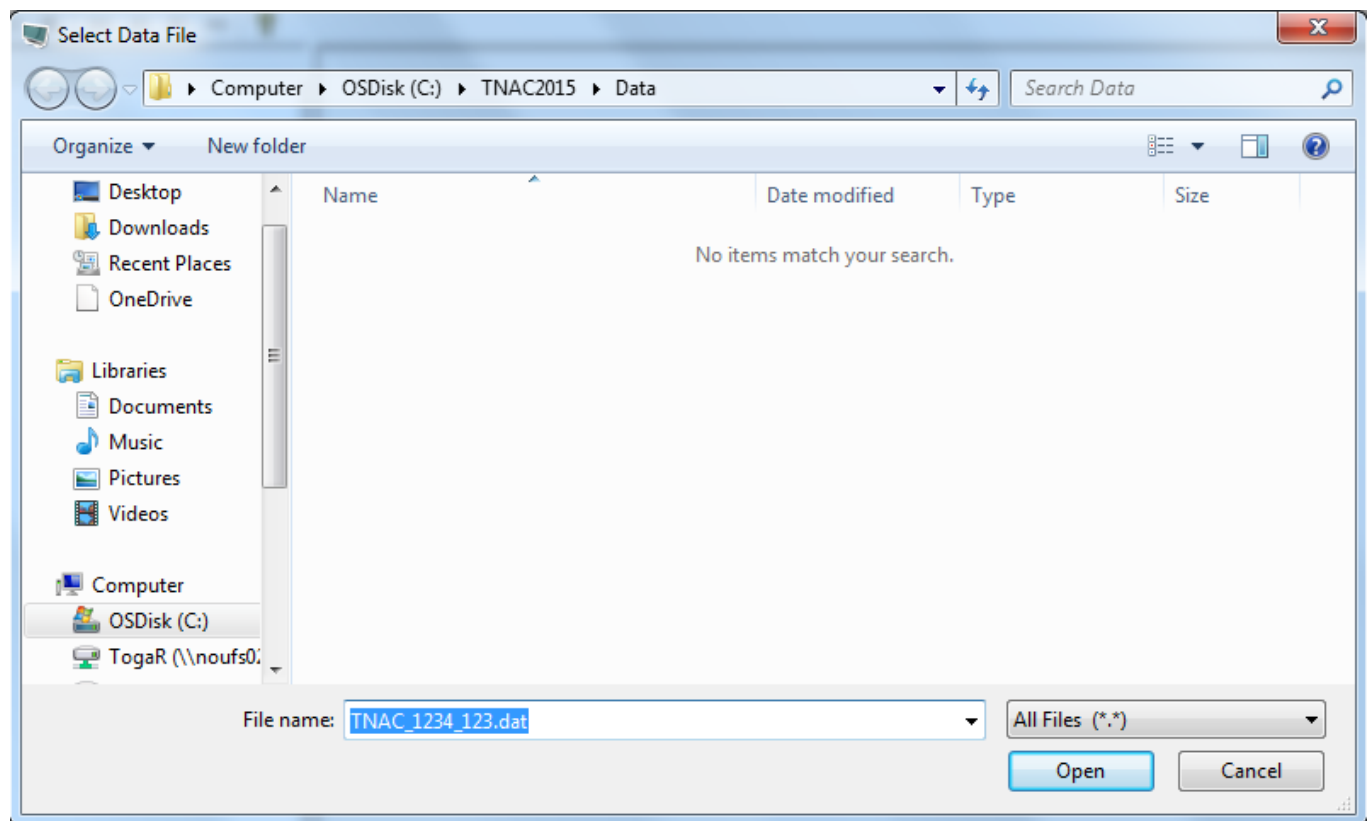 Select Data File
Computer OSDisk (C:) TNAC2015 Data
Search Data
Organize New folder
Name Date modified Type Size
No items match your search.
Desktop
Downloads
Recent Places
OneDrive
Libraries
Documents
Music
Pictures
Videos
Computer
OSDisk (C:)
TogaR (\\noufs02
File name: TNAC_1234_123.dat All Files (*.*)
Open Cancel